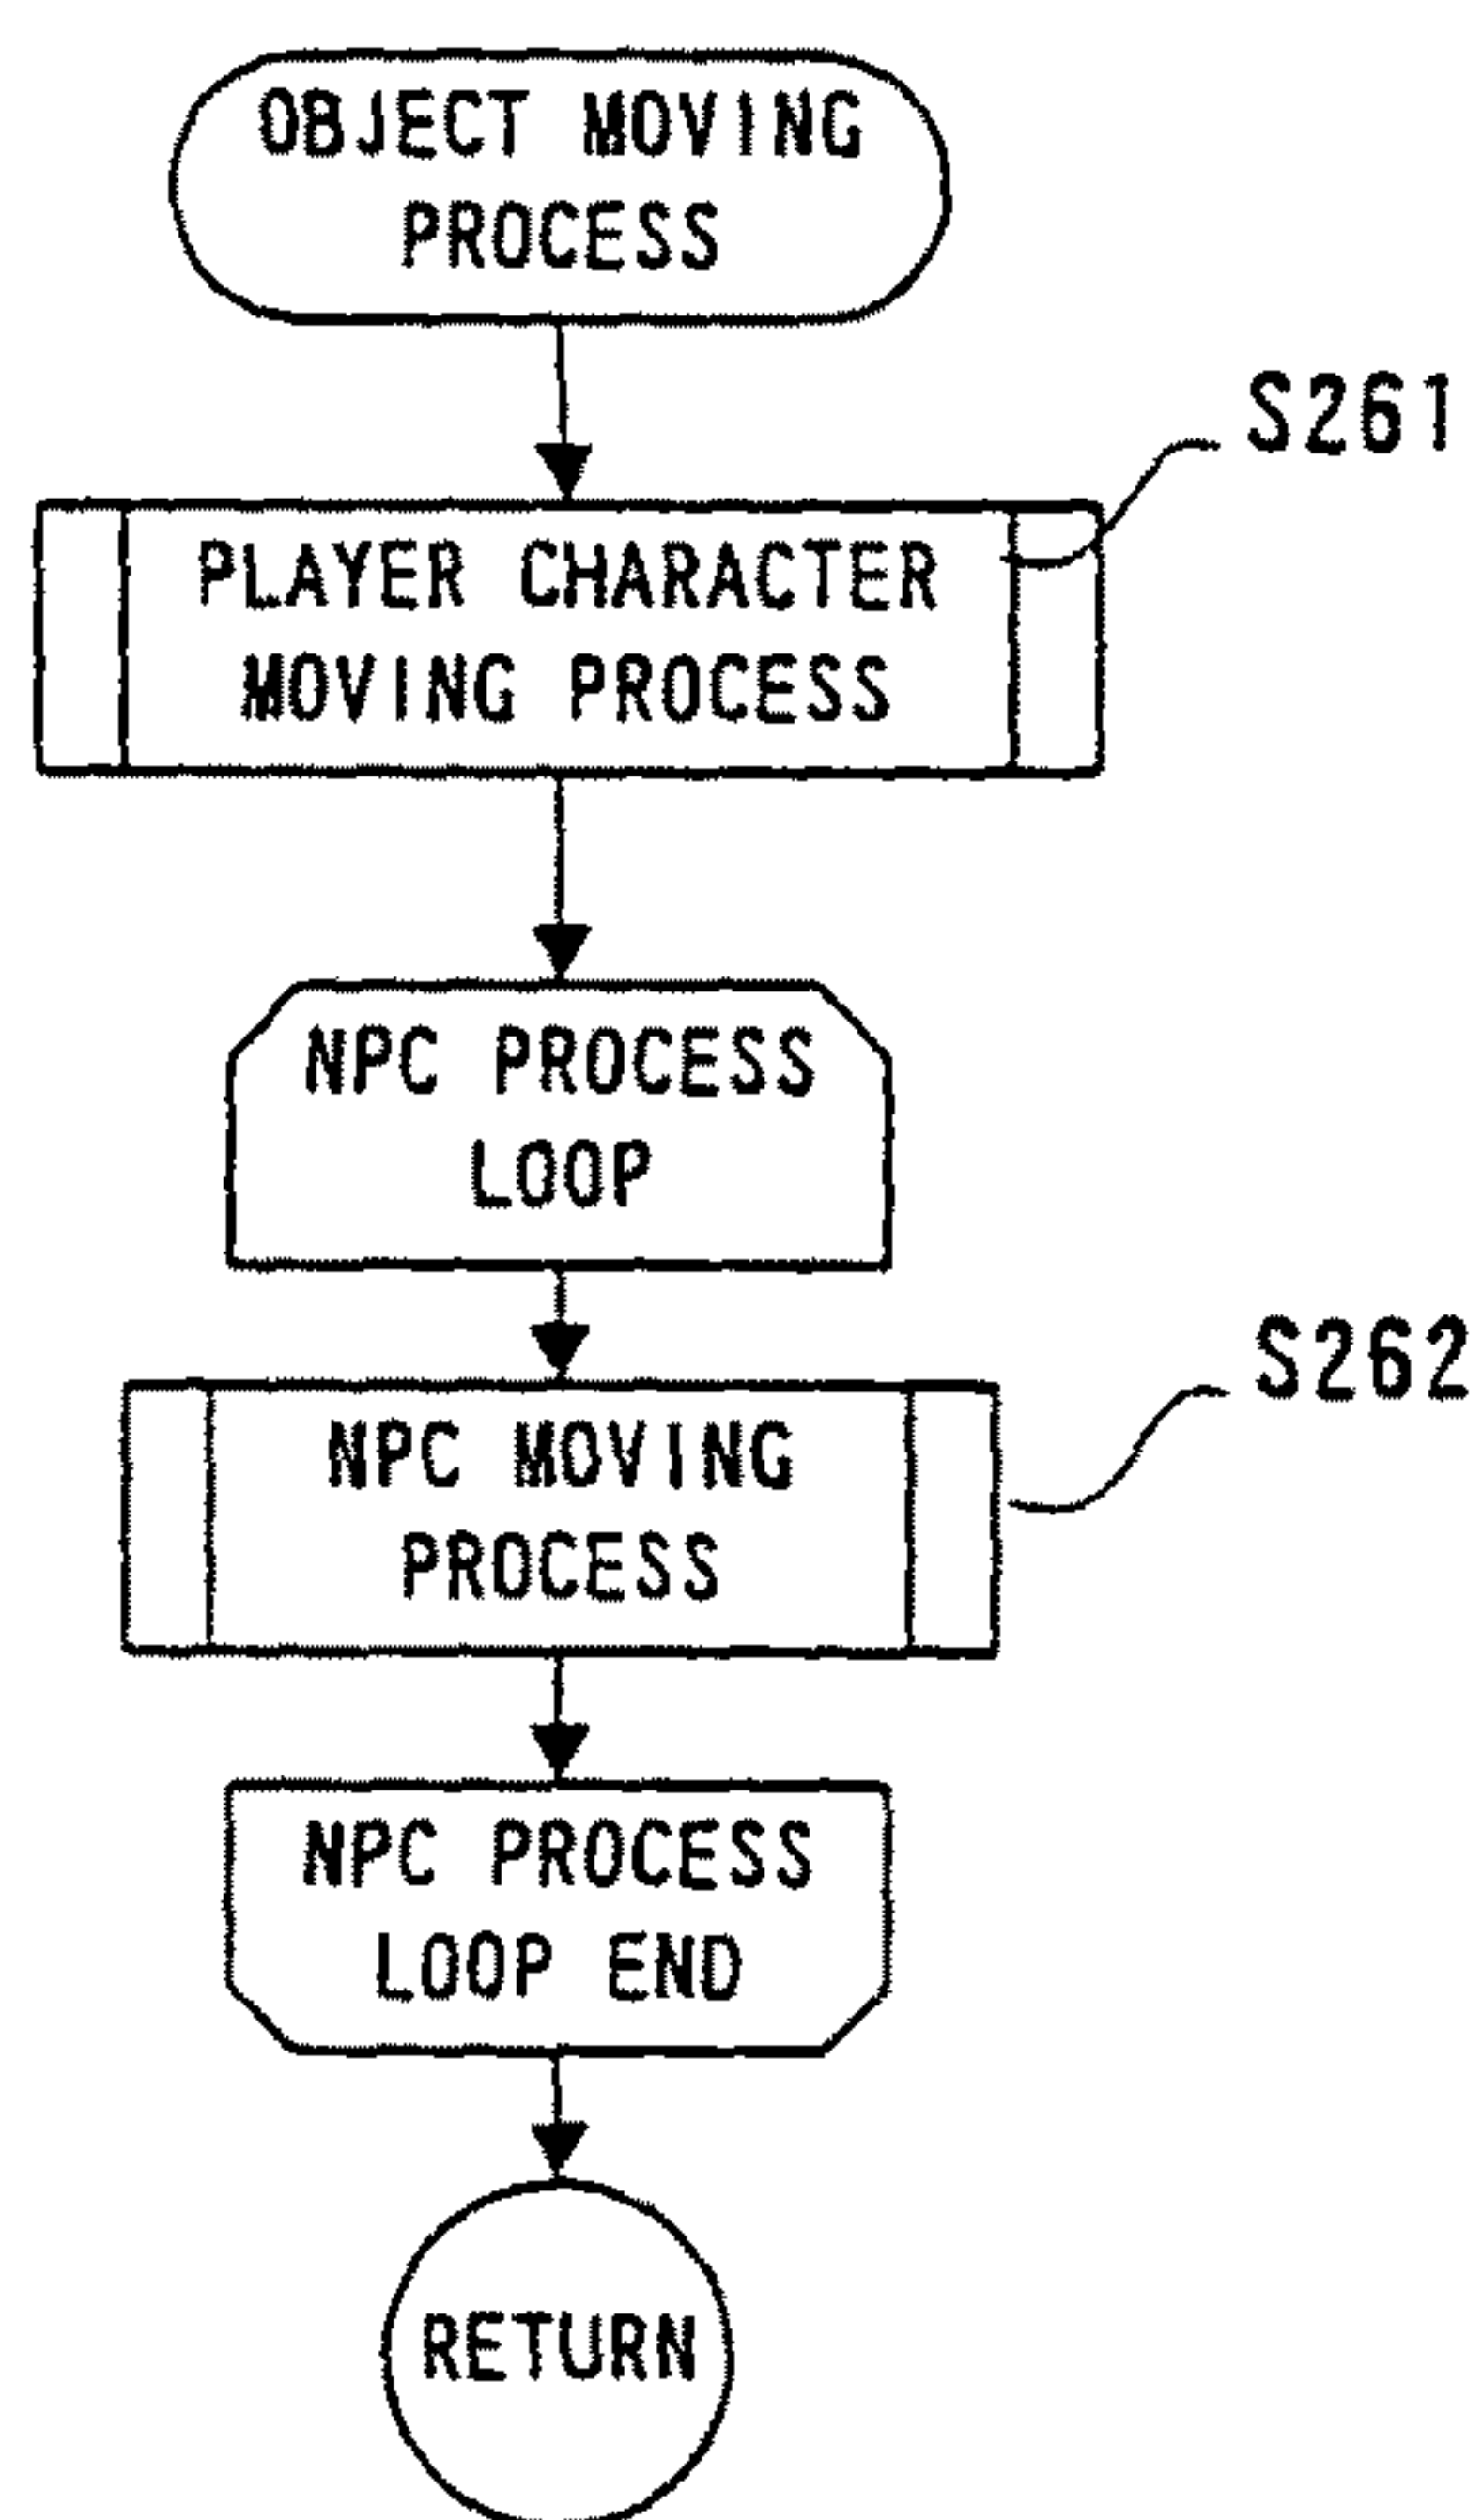 OBJECT MOVING
PROCESS
S261
PLAYER CHARACTER
MOVING PROCESS
NPC PROCESS
LOOP
S262
NPC MOVING
PROCESS
NPC PROCESS
LOOP END
RETURN